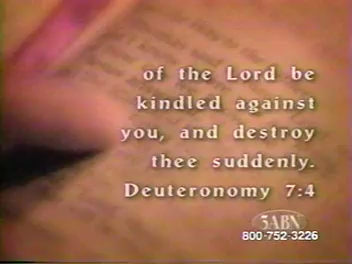 of the Lord be
kindled against
you, and destroy
thee suddenly.
Deuteronomy 7:4
3ABN
800-752-3226